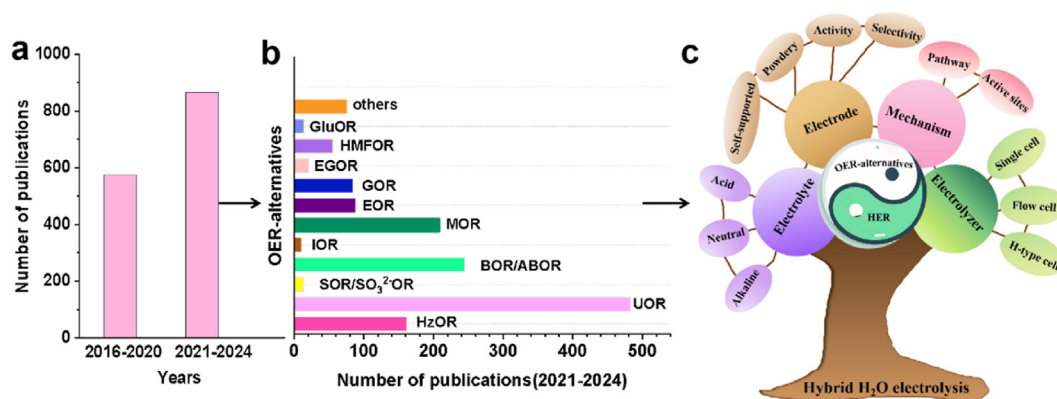 a
1000
800
600
400
200
0
Number of publications
2016-2020
2021-2024
Years
b
OER-alternatives
others
GluOR
HMFOR
EGOR
GOR
EOR
MOR
IOR
BOR/ABOR
SOR/SO₃²⁻OR
UOR
HzOR
0
100
200
300
400
500
Number of publications(2021-2024)
c
Self-supported
Powdery
Activity
Selectivity
Electrode
Pathway
Active sites
Mechanism
Acid
Neutral
Alkaline
Electrolyte
OER-alternatives
HER
Electrolyzer
Single cell
Flow cell
H-type cell
Hybrid H₂O electrolysis